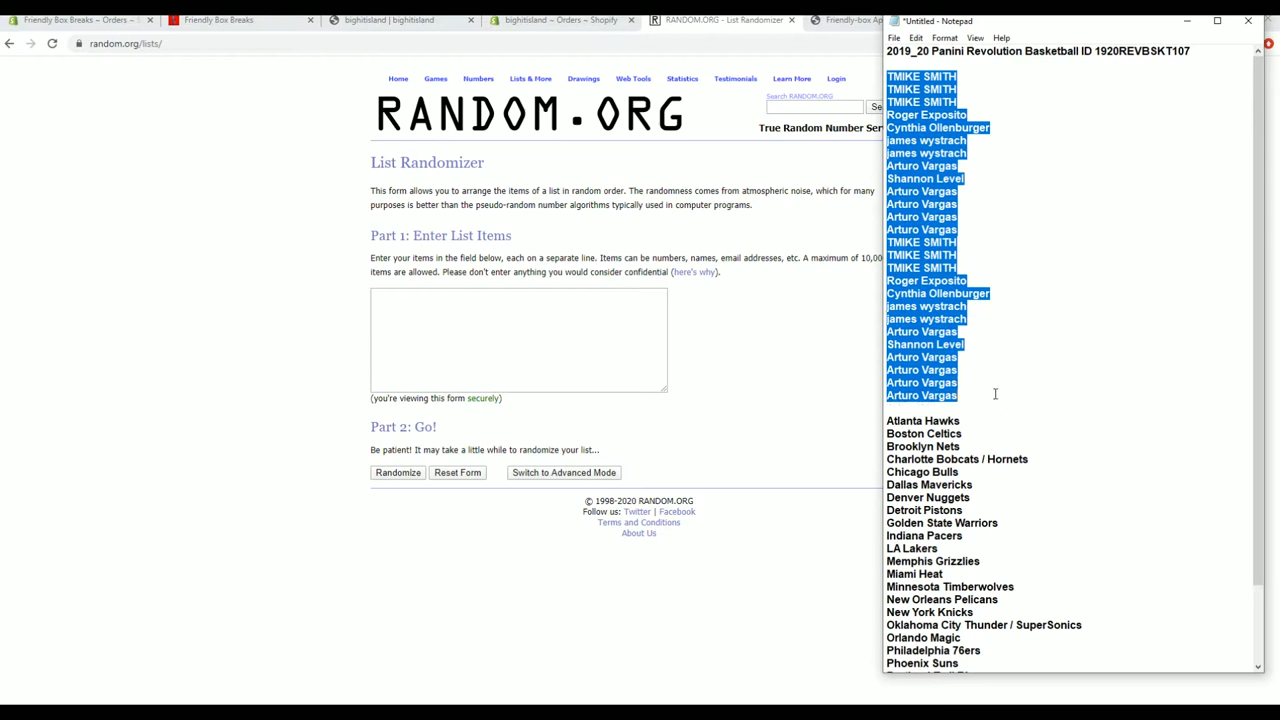 Friendly Box Breaks ~ Orders ~
Friendly Box Breaks
bighitisland | bighitisland
bighitisland ~ Orders ~ Shopify
RANDOM.ORG - List Randomizer
Friendly-box
random.org/lists/
Home Games Numbers Lists & More Drawings Web Tools Statistics Testimonials Learn More Login
RANDOM.ORG
Search RANDOM.ORG
True Random Number
List Randomizer
This form allows you to arrange the items of a list in random order. The randomness comes from atmospheric noise, which for many
purposes is better than the pseudo-random number algorithms typically used in computer programs.
Part 1: Enter List Items
Enter your items in the field below, each on a separate line. Items can be numbers, names, email addresses, etc. A maximum of 10,00
items are allowed. Please don't enter anything you would consider confidential (here's why).
(you're viewing this form securely)
Part 2: Go!
Be patient! It may take a little while to randomize your list...
Randomize Reset Form Switch to Advanced Mode
© 1998-2020 RANDOM.ORG
Follow us: Twitter | Facebook
Terms and Conditions
About Us
*Untitled - Notepad
File Edit Format View Help
2019_20 Panini Revolution Basketball ID 1920REVBSKT107
TMIKE SMITH
TMIKE SMITH
TMIKE SMITH
Roger Exposito
Cynthia Ollenburger
james wystrach
james wystrach
Arturo Vargas
Shannon Level
Arturo Vargas
Arturo Vargas
Arturo Vargas
Arturo Vargas
TMIKE SMITH
TMIKE SMITH
TMIKE SMITH
Roger Exposito
Cynthia Ollenburger
james wystrach
james wystrach
Arturo Vargas
Shannon Level
Arturo Vargas
Arturo Vargas
Arturo Vargas
Arturo Vargas
Atlanta Hawks
Boston Celtics
Brooklyn Nets
Charlotte Bobcats / Hornets
Chicago Bulls
Dallas Mavericks
Denver Nuggets
Detroit Pistons
Golden State Warriors
Indiana Pacers
LA Lakers
Memphis Grizzlies
Miami Heat
Minnesota Timberwolves
New Orleans Pelicans
New York Knicks
Oklahoma City Thunder / SuperSonics
Orlando Magic
Philadelphia 76ers
Phoenix Suns